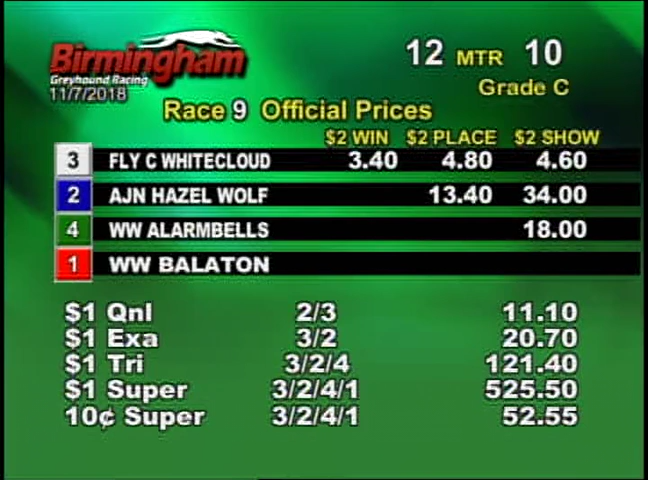 Birmingham
Greyhound Racing
11/7/2018
12 MTR 10
Grade C
Race 9 Official Prices
$2 WIN $2 PLACE $2 SHOW
3 FLY C WHITECLOUD 3.40 4.80 4.60
2 AJN HAZEL WOLF 13.40 34.00
4 WW ALARMBELLS 18.00
1 WW BALATON
$1 Qnl 2/3 11.10
$1 Exa 3/2 20.70
$1 Tri 3/2/4 121.40
$1 Super 3/2/4/1 525.50
10¢ Super 3/2/4/1 52.55